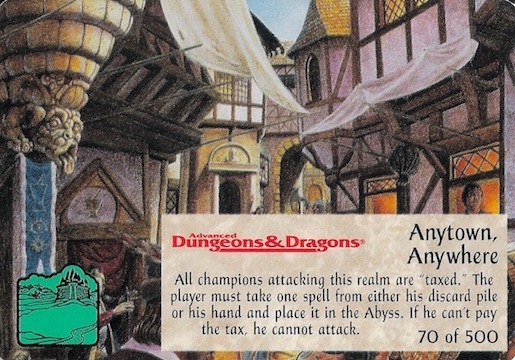 Advanced
Dungeons & Dragons®
Anytown,
Anywhere
All champions attacking this realm are "taxed." The
player must take one spell from either his discard pile
or his hand and place it in the Abyss. If he can't pay
the tax, he cannot attack.
70 of 500